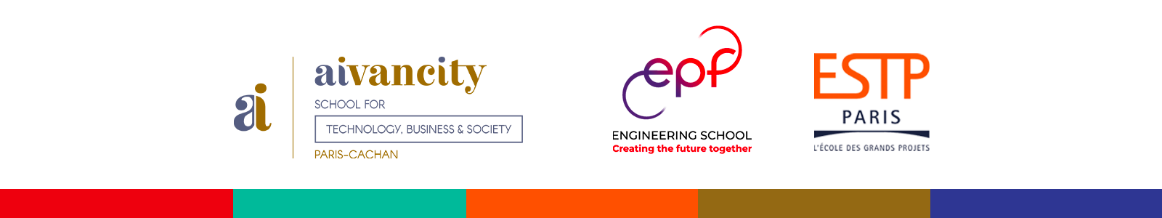 ai
aivancity
SCHOOL FOR
TECHNOLOGY, BUSINESS & SOCIETY
PARIS-CACHAN
epf
ENGINEERING SCHOOL
Creating the future together
ESTP
PARIS
L'ÉCOLE DES GRANDS PROJETS